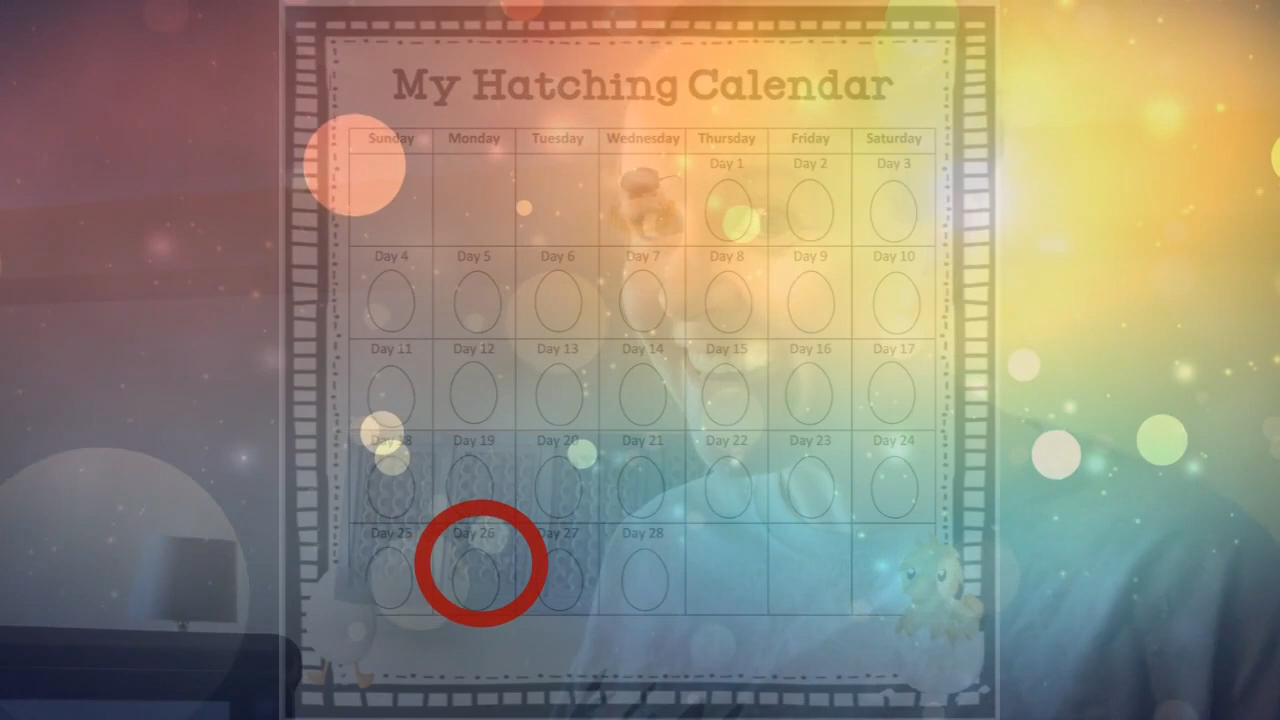 My Hatching Calendar
Sunday Monday Tuesday Wednesday Thursday Friday Saturday
Day 1 Day 2 Day 3
Day 4 Day 5 Day 6 Day 7 Day 8 Day 9 Day 10
Day 11 Day 12 Day 13 Day 14 Day 15 Day 16 Day 17
Day 18 Day 19 Day 20 Day 21 Day 22 Day 23 Day 24
Day 25 Day 26 Day 27 Day 28